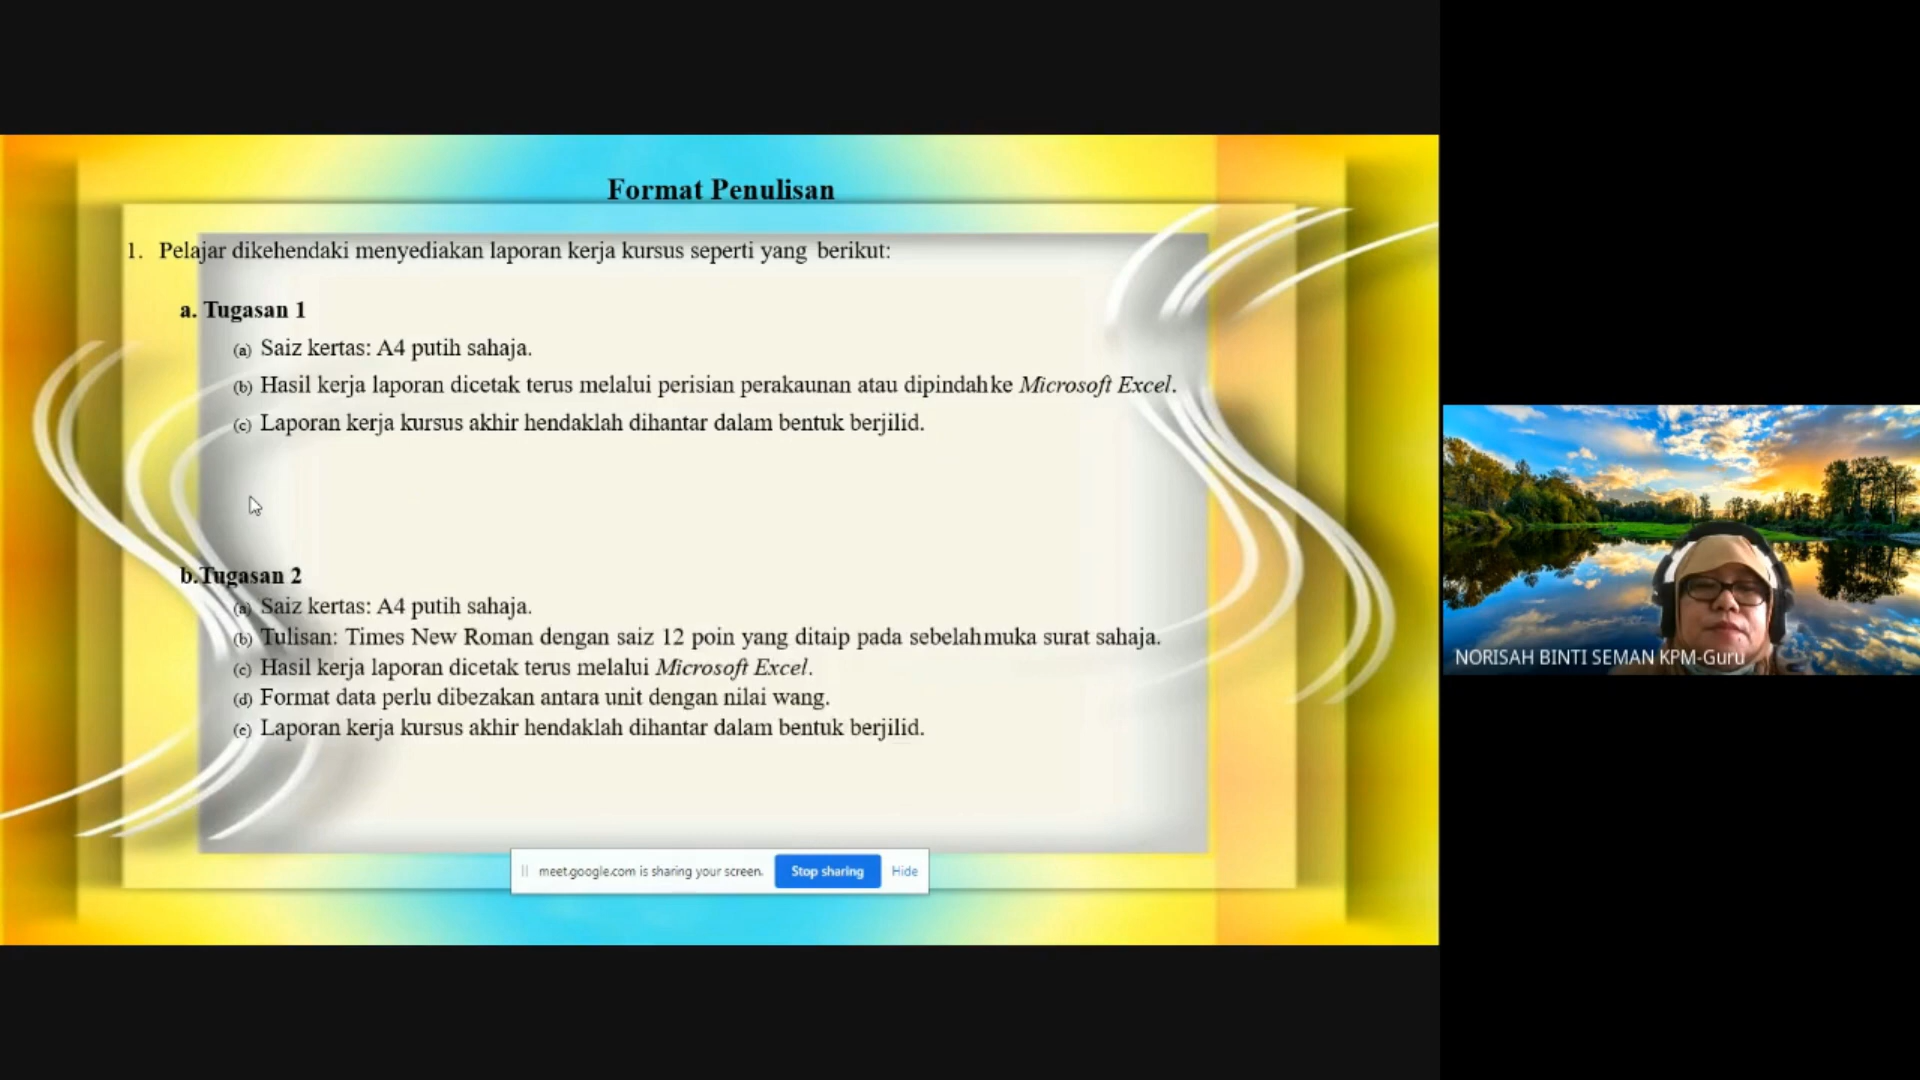 Format Penulisan
1. Pelajar dikehendaki menyediakan laporan kerja kursus seperti yang berikut:
a. Tugasan 1
(a) Saiz kertas: A4 putih sahaja.
(b) Hasil kerja laporan dicetak terus melalui perisian perakaunan atau dipindah ke Microsoft Excel.
(c) Laporan kerja kursus akhir hendaklah dihantar dalam bentuk berjilid.
b.Tugasan 2
(a) Saiz kertas: A4 putih sahaja.
(b) Tulisan: Times New Roman dengan saiz 12 poin yang ditaip pada sebelah muka surat sahaja.
(c) Hasil kerja laporan dicetak terus melalui Microsoft Excel.
(d) Format data perlu dibezakan antara unit dengan nilai wang.
(e) Laporan kerja kursus akhir hendaklah dihantar dalam bentuk berjilid.
meet.google.com is sharing your screen. Stop sharing Hide
NORISAH BINTI SEMAN KPM-Guru